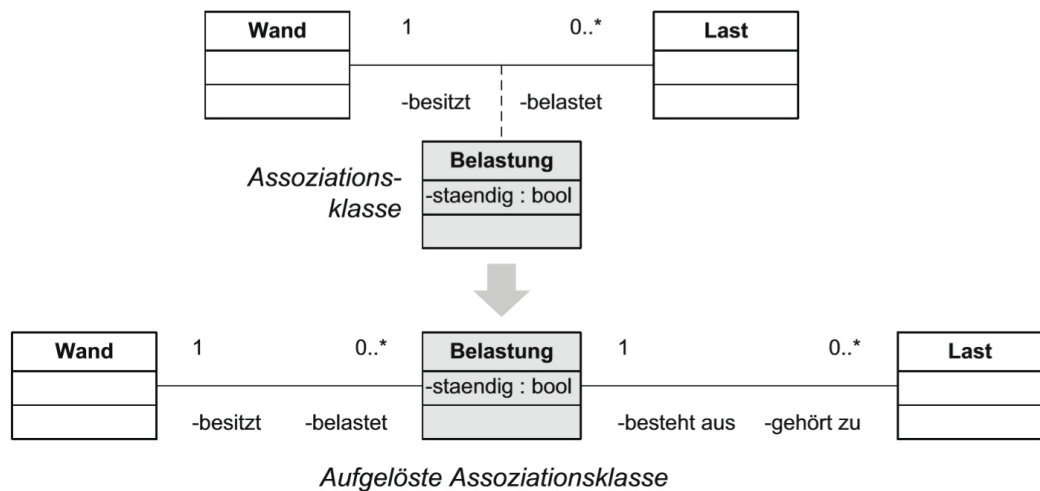 Wand 1 0..* Last
-besitzt -belastet
Belastung
Assoziations-
-staendig : bool
klasse
Wand 1 0..* Belastung 1 0..* Last
-staendig : bool
-besitzt -belastet -besteht aus -gehört zu
Aufgelöste Assoziationsklasse